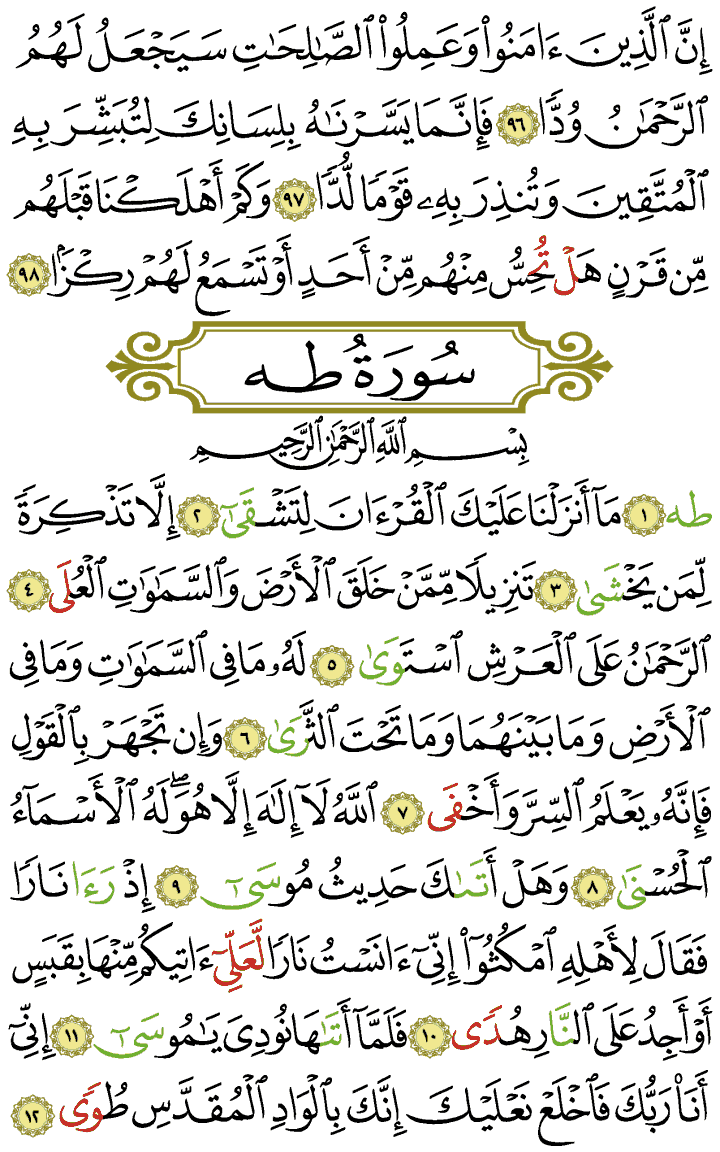 إِنَّ ٱلَّذِينَ ءَامَنُواْ وَعَمِلُواْ ٱلصَّـٰلِحَـٰتِ سَيَجْعَلُ لَهُمُ
ٱلرَّحْمَـٰنُ وُدًّا ٩٦ فَإِنَّمَا يَسَّرْنَـٰهُ بِلِسَانِكَ لِتُبَشِّرَ بِهِ
ٱلْمُتَّقِينَ وَتُنذِرَ بِهِۦ قَوْمًا لُّدًّا ٩٧ وَكَمْ أَهْلَكْنَا قَبْلَهُم
مِّن قَرْنٍ هَلْ تُحِسُّ مِنْهُم مِّنْ أَحَدٍ أَوْ تَسْمَعُ لَهُمْ رِكْزًۢا ٩٨
سُورَةُ طه
بِسْمِ ٱللَّهِ ٱلرَّحْمَـٰنِ ٱلرَّحِيمِ
طه ١ مَآ أَنزَلْنَا عَلَيْكَ ٱلْقُرْءَانَ لِتَشْقَىٰٓ ٢ إِلَّا تَذْكِرَةً
لِّمَن يَخْشَىٰ ٣ تَنزِيلًا مِّمَّنْ خَلَقَ ٱلْأَرْضَ وَٱلسَّمَـٰوَٰتِ ٱلْعُلَى ٤
ٱلرَّحْمَـٰنُ عَلَى ٱلْعَرْشِ ٱسْتَوَىٰ ٥ لَهُۥ مَا فِى ٱلسَّمَـٰوَٰتِ وَمَا فِى
ٱلْأَرْضِ وَمَا بَيْنَهُمَا وَمَا تَحْتَ ٱلثَّرَىٰ ٦ وَإِن تَجْهَرْ بِٱلْقَوْلِ
فَإِنَّهُۥ يَعْلَمُ ٱلسِّرَّ وَأَخْفَى ٧ ٱللَّهُ لَآ إِلَـٰهَ إِلَّا هُوَۖ لَهُ ٱلْأَسْمَآءُ
ٱلْحُسْنَىٰ ٨ وَهَلْ أَتَىٰكَ حَدِيثُ مُوسَىٰٓ ٩ إِذْ رَءَا نَارًا
فَقَالَ لِأَهْلِهِ ٱمْكُثُوٓاْ إِنِّىٓ ءَانَسْتُ نَارًا لَّعَلِّىٓ ءَاتِيكُم مِّنْهَا بِقَبَسٍ
أَوْ أَجِدُ عَلَى ٱلنَّارِ هُدًى ١٠ فَلَمَّآ أَتَىٰهَا نُودِىَ يَـٰمُوسَىٰٓ ١١ إِنِّىٓ
أَنَا۠ رَبُّكَ فَٱخْلَعْ نَعْلَيْكَ إِنَّكَ بِٱلْوَادِ ٱلْمُقَدَّسِ طُوًى ١٢